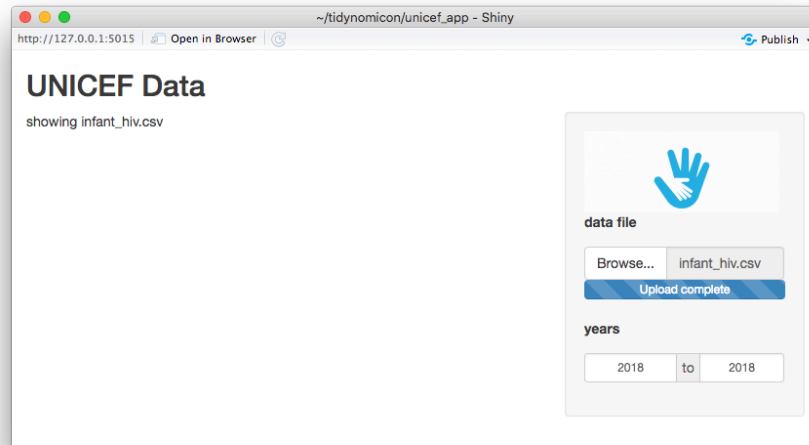 ~/tidynomicon/unicef_app - Shiny
http://127.0.0.1:5015 Open in Browser Publish
UNICEF Data
showing infant_hiv.csv
data file
Browse... infant_hiv.csv
Upload complete
years
2018 to 2018